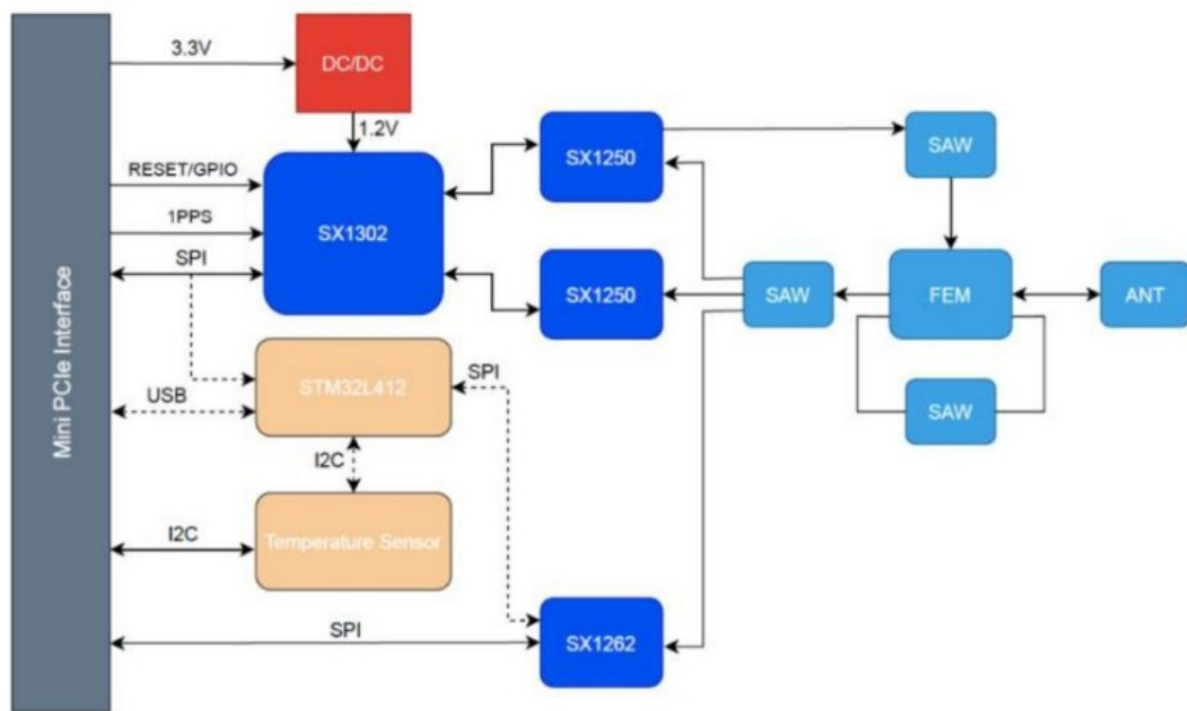 Mini PCIe Interface
3.3V
DC/DC
1.2V
RESET/GPIO
1PPS
SPI
SX1302
SX1250
SAW
SX1250
SAW
FEM
ANT
SAW
STM32L412
SPI
USB
I2C
Temperature Sensor
I2C
SPI
SX1262